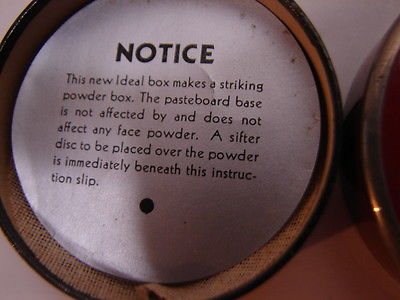 NOTICE
This new Ideal box makes a striking
powder box. The pasteboard base
is not affected by and does not
affect any face powder. A sifter
disc to be placed over the powder
is immediately beneath this instruc-
tion slip.